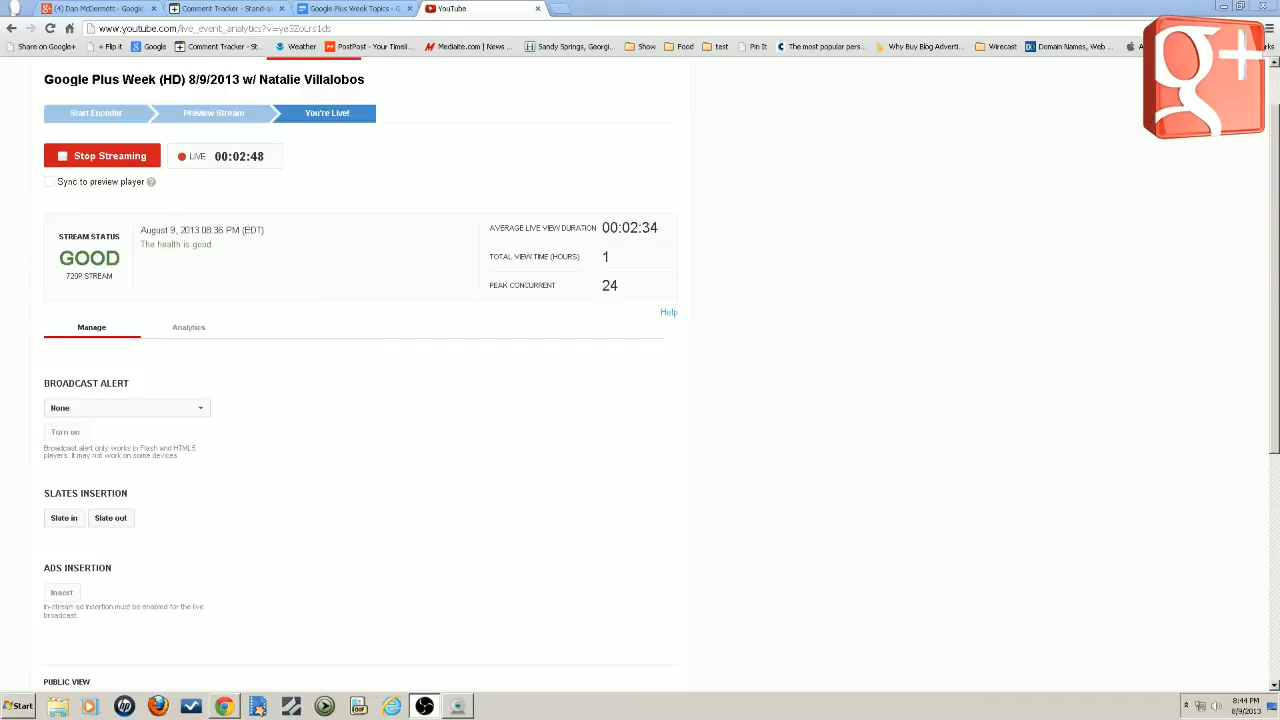 (4) Dan McDermott - Google
Comment Tracker - Stand-al
Google Plus Week Topics - G
YouTube
www.youtube.com/live_event_analytics?v=ye3ZoLrs1ds
Share on Google+
+ Flip it
Google
Comment Tracker - St
Weather
PostPost - Your Timeli...
Mediaite.com | News ...
Sandy Springs, Georgi...
Show
Food
test
Pin It
The most popular pers...
Why Buy Blog Adverti...
Wirecast
Domain Names, Web ...
g+
Google Plus Week (HD) 8/9/2013 w/ Natalie Villalobos
Start Encoder
Preview Stream
You're Live!
Stop Streaming
LIVE 00:02:48
Sync to preview player ?
STREAM STATUS
GOOD
720P STREAM
August 9, 2013 08:36 PM (EDT)
The health is good.
AVERAGE LIVE VIEW DURATION 00:02:34
TOTAL VIEW TIME (HOURS) 1
PEAK CONCURRENT 24
Help
Manage
Analytics
BROADCAST ALERT
None
Turn on
Broadcast alert only works in Flash and HTML5
players. It may not work on some devices.
SLATES INSERTION
Slate in
Slate out
ADS INSERTION
Insert
In-stream ad insertion must be enabled for the live
broadcast.
PUBLIC VIEW
Start
GIF
8:44 PM
8/9/2013